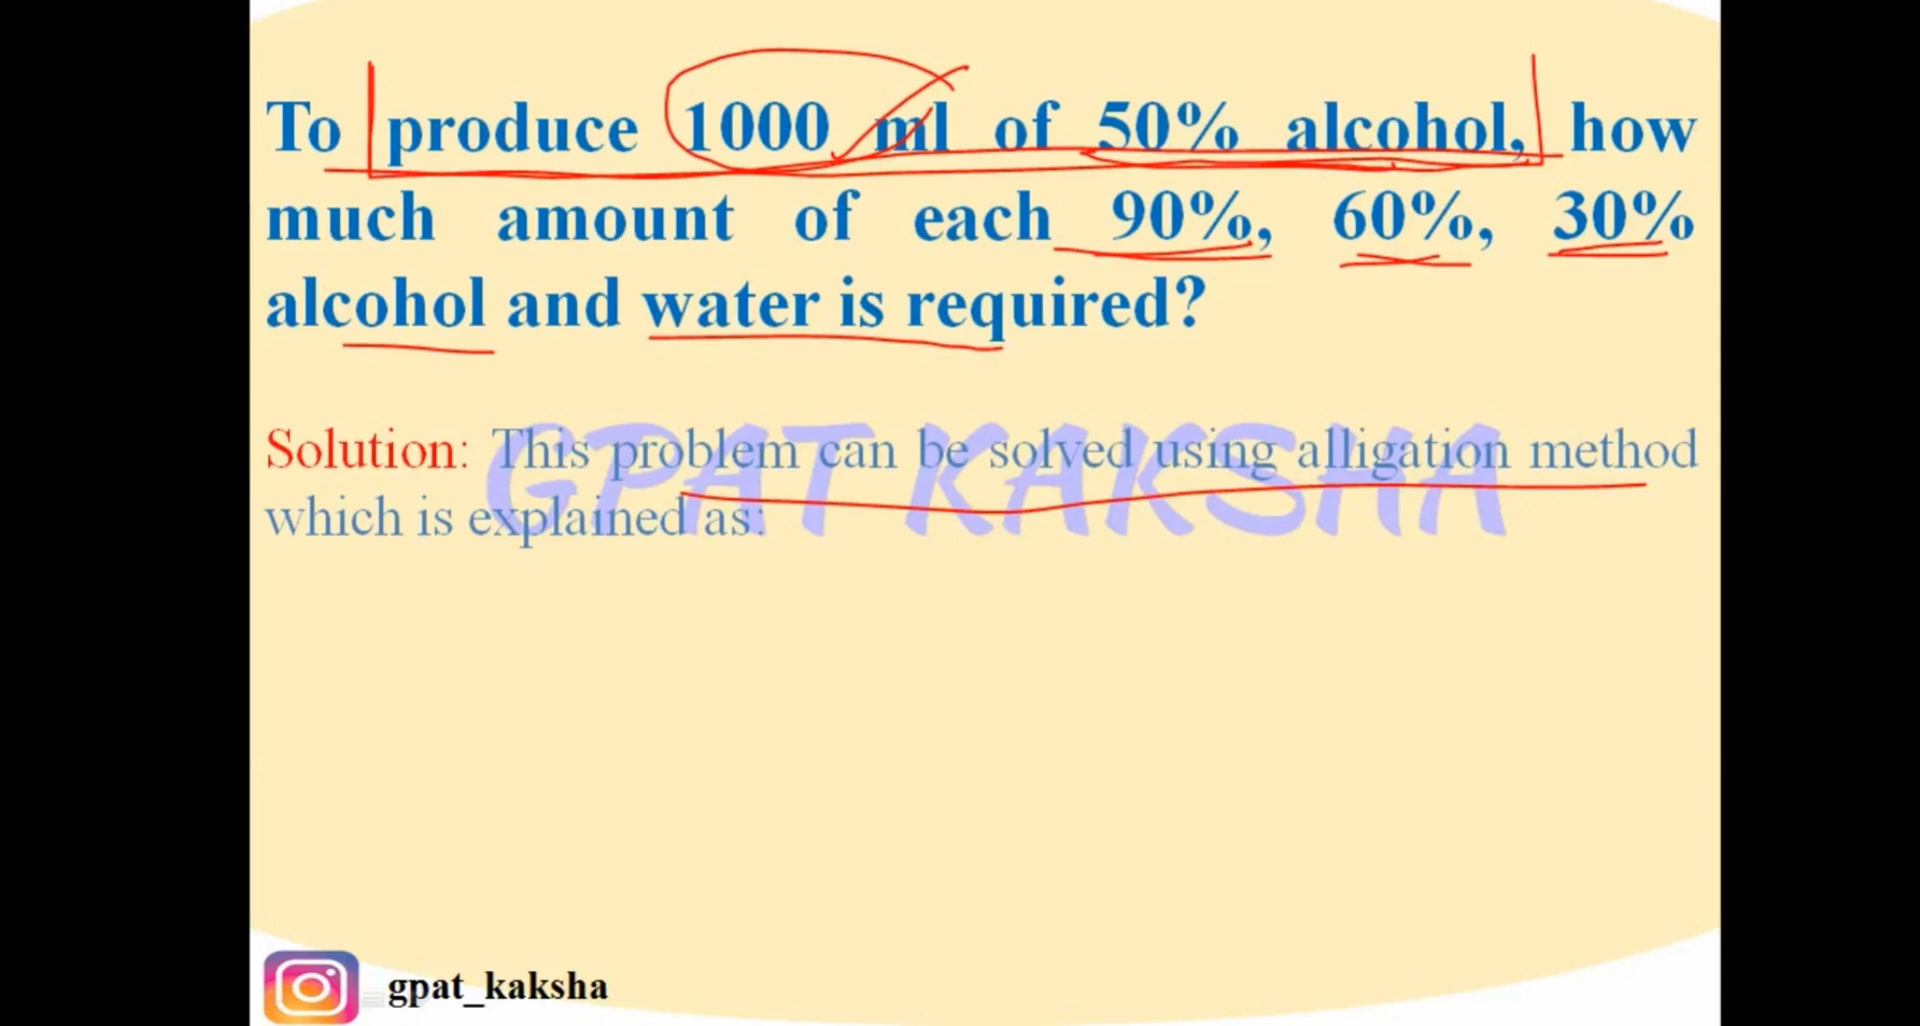 To produce 1000 ml of 50% alcohol, how
much amount of each 90%, 60%, 30%
alcohol and water is required?
Solution: This problem can be solved using alligation method
which is explained as:
GPAT KAKSHA
gpat_kaksha